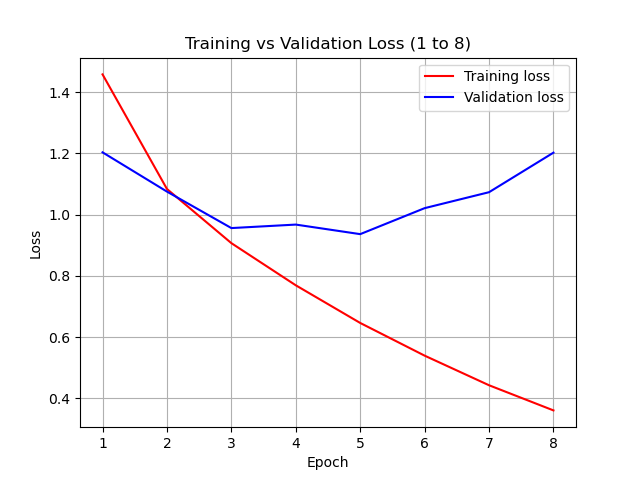 Training vs Validation Loss (1 to 8)
Training loss
Validation loss
Loss
1.4
1.2
1.0
0.8
0.6
0.4
1 2 3 4 5 6 7 8
Epoch